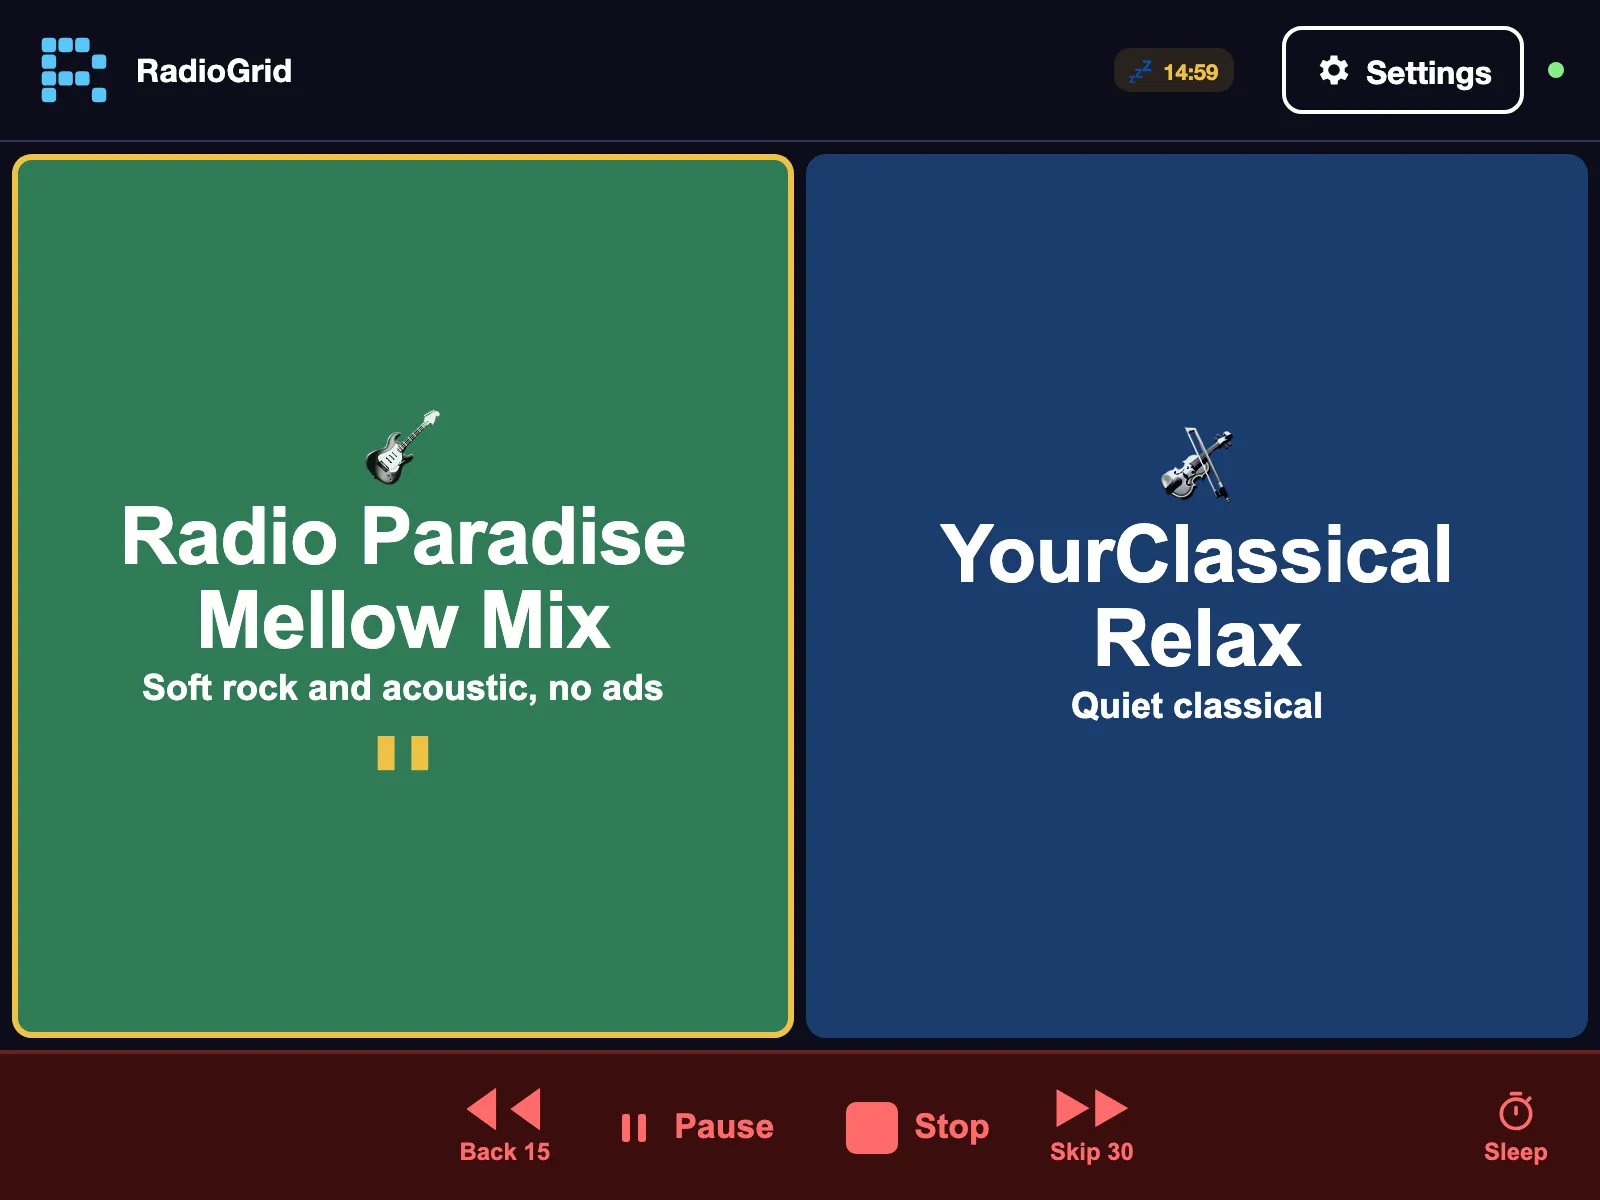 RadioGrid
14:59
Settings
Radio Paradise
Mellow Mix
Soft rock and acoustic, no ads
YourClassical
Relax
Quiet classical
Back 15
Pause
Stop
Skip 30
Sleep